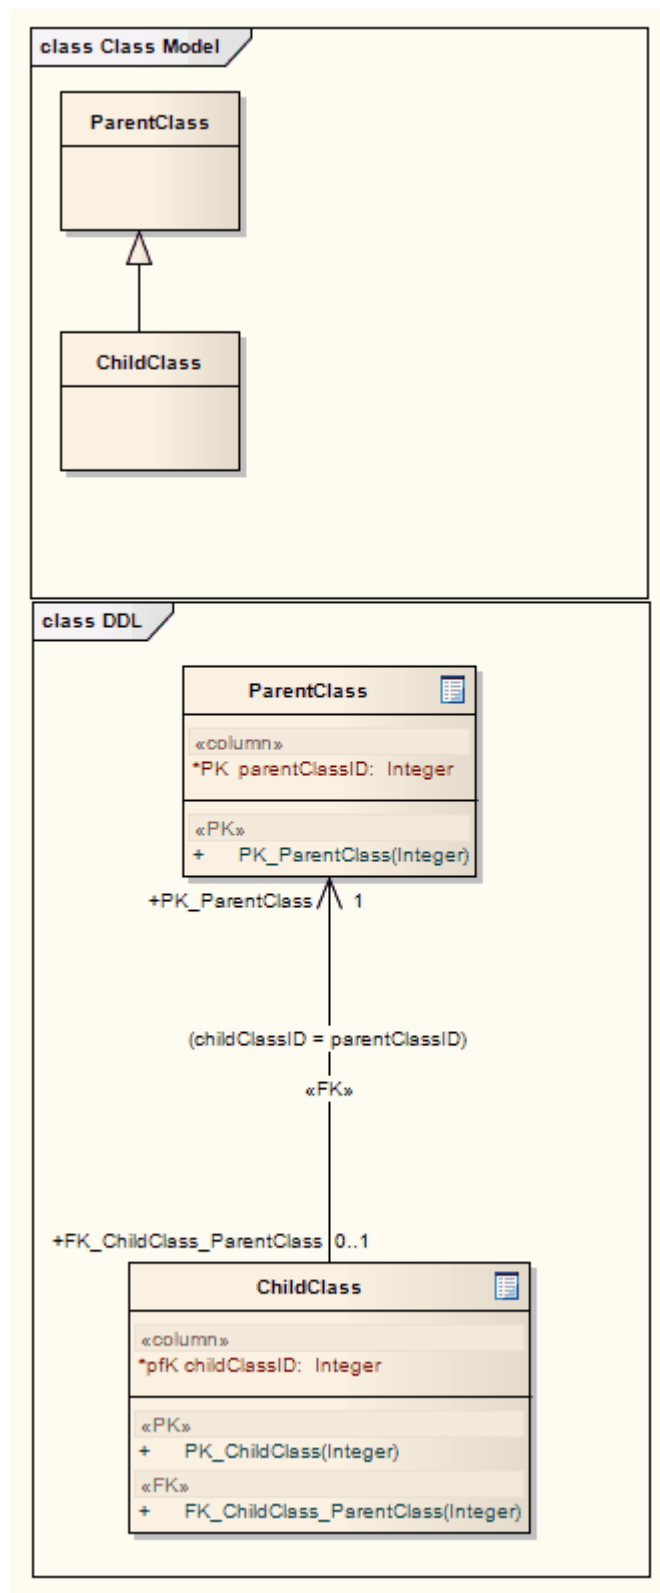 class Class Model
ParentClass
ChildClass
class DDL
ParentClass
«column»
*PK parentClassID: Integer
«PK»
+ PK_ParentClass(Integer)
+PK_ParentClass 1
(childClassID = parentClassID)
«FK»
+FK_ChildClass_ParentClass 0..1
ChildClass
«column»
*pfK childClassID: Integer
«PK»
+ PK_ChildClass(Integer)
«FK»
+ FK_ChildClass_ParentClass(Integer)